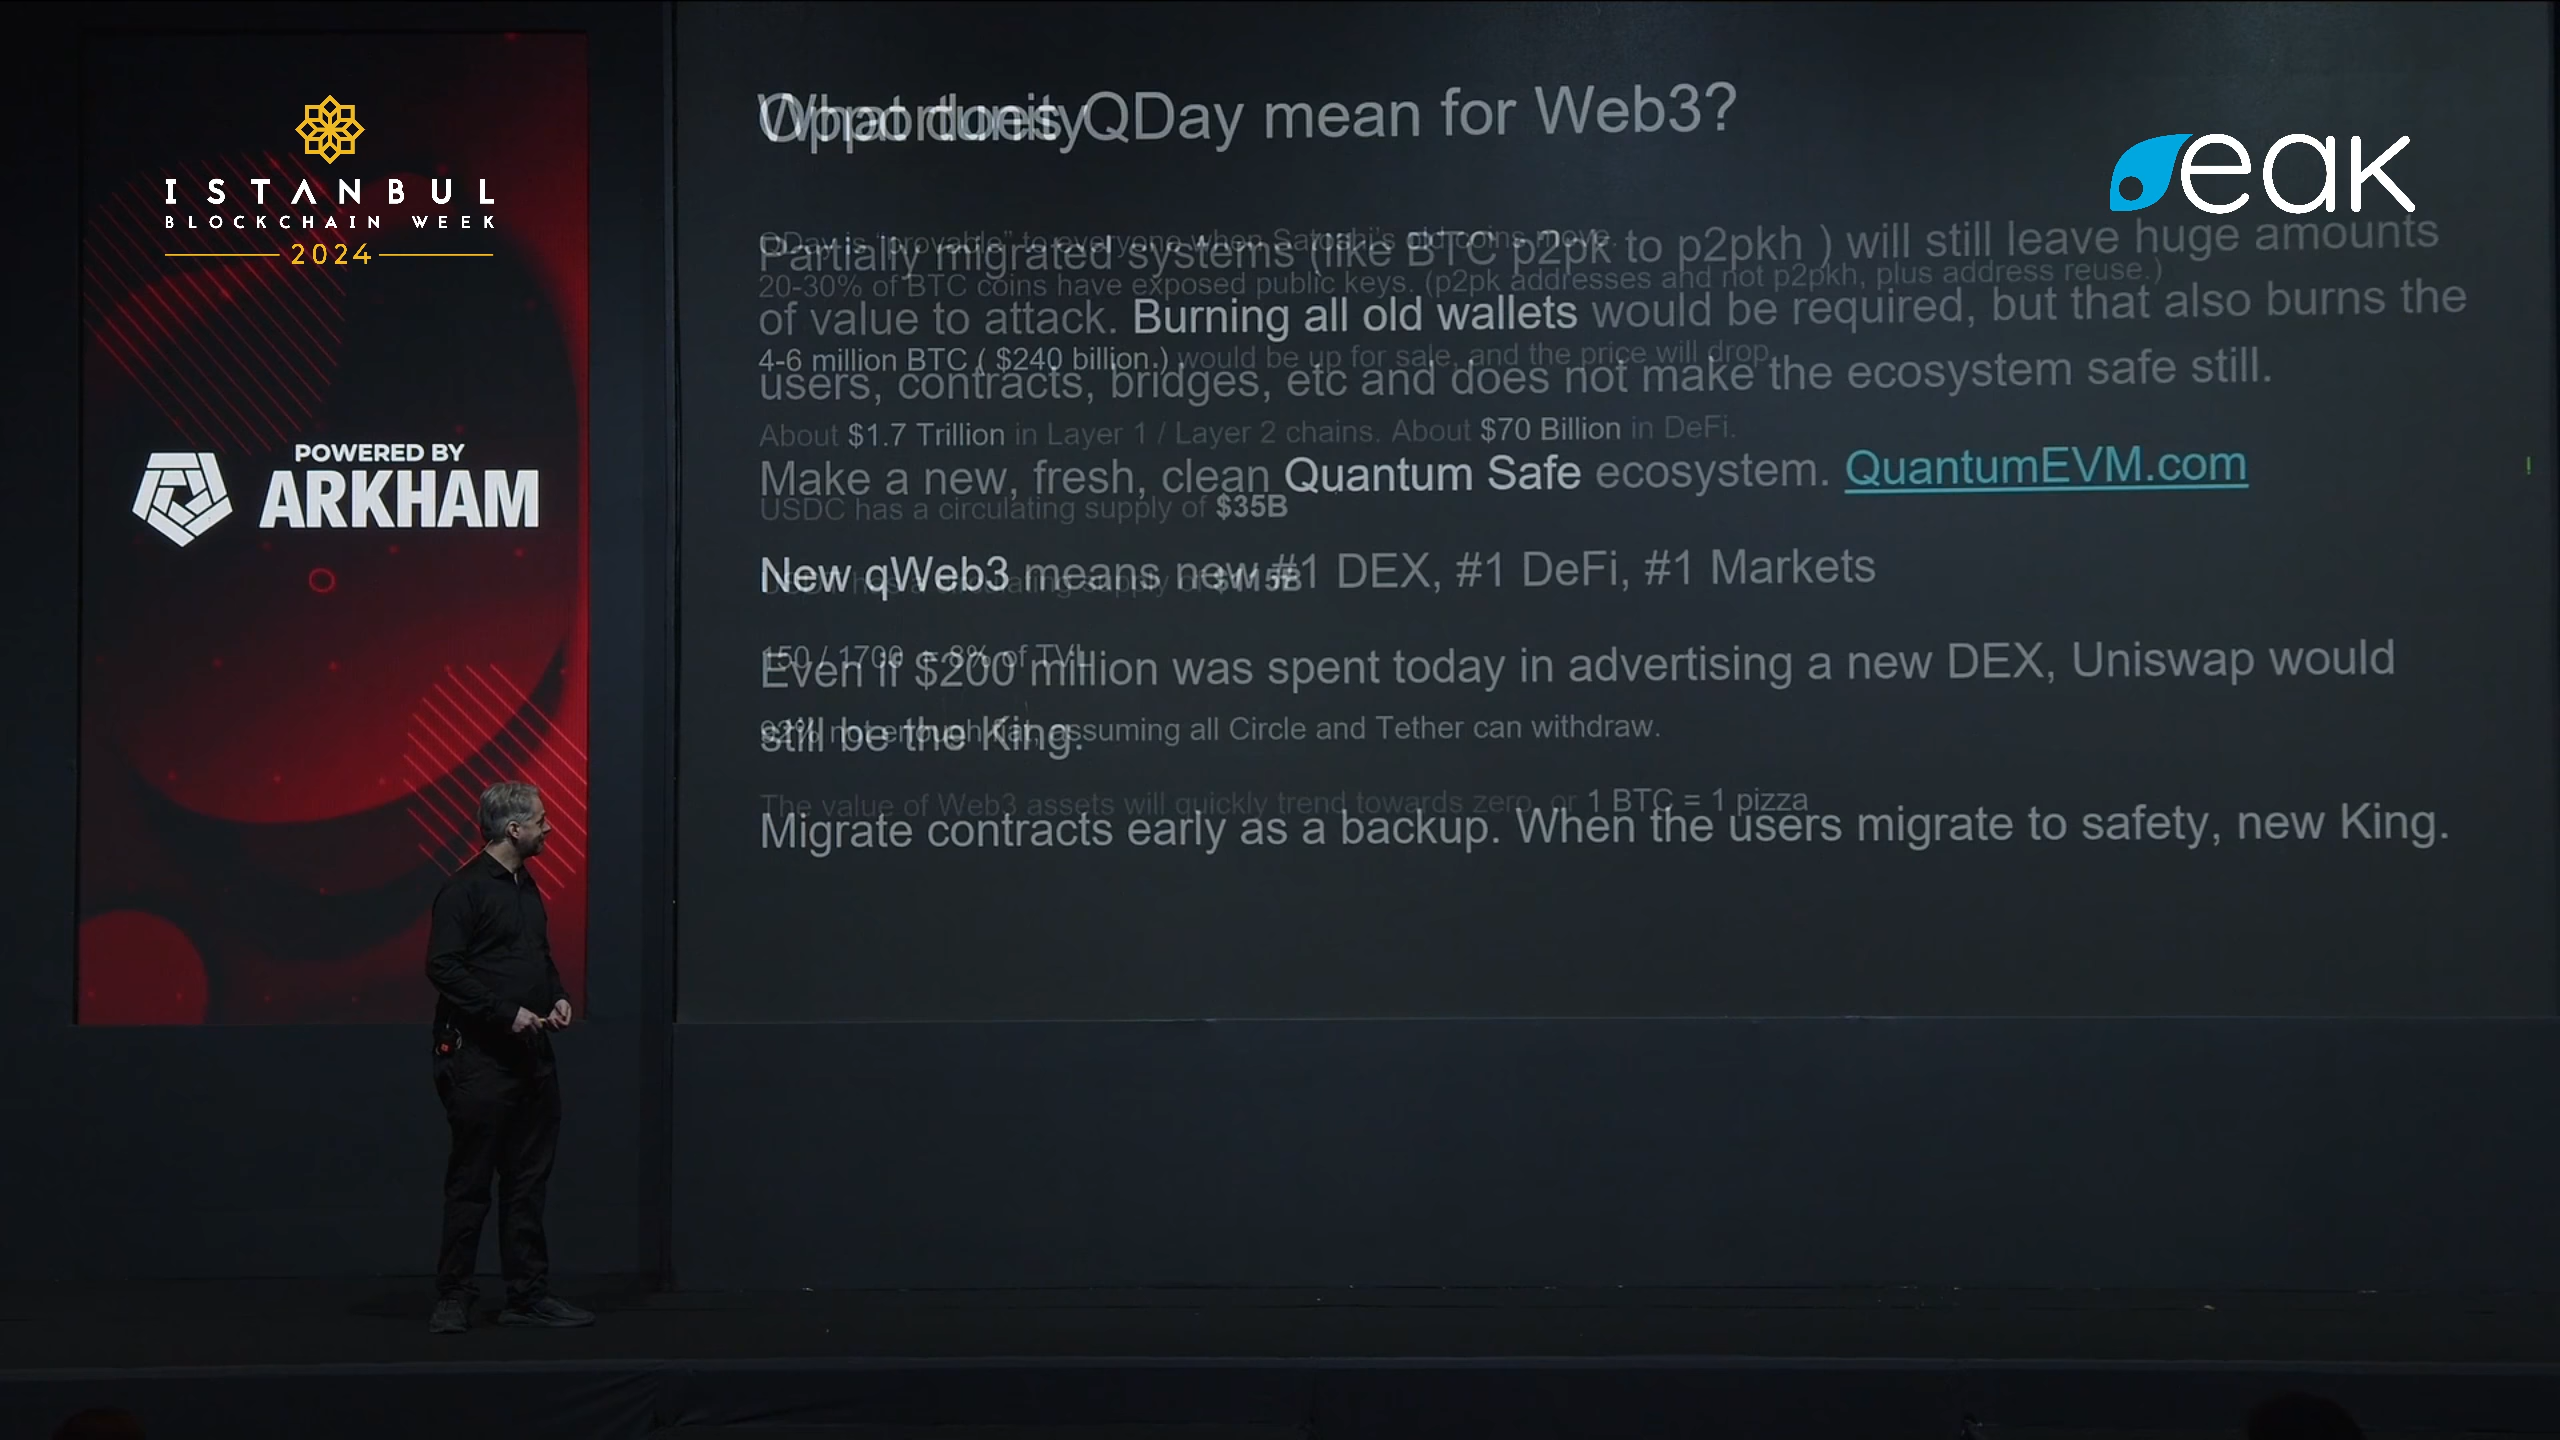 ISTANBUL
BLOCKCHAIN WEEK
2024
POWERED BY
ARKHAM
eak
What does QDay mean for Web3?
Opportunity
QDay is "provable" to everyone when Satoshi's old coins move.
Partially migrated systems (like BTC p2pk to p2pkh ) will still leave huge amounts
20-30% of BTC coins have exposed public keys. (p2pk addresses and not p2pkh, plus address reuse.)
of value to attack. Burning all old wallets would be required, but that also burns the
4-6 million BTC ( $240 billion.) would be up for sale, and the price will drop.
users, contracts, bridges, etc and does not make the ecosystem safe still.
About $1.7 Trillion in Layer 1 / Layer 2 chains. About $70 Billion in DeFi.
Make a new, fresh, clean Quantum Safe ecosystem. QuantumEVM.com
USDC has a circulating supply of $35B
New qWeb3 means new #1 DEX, #1 DeFi, #1 Markets
USDT has a circulating supply of $115B
150 / 1700 = 8% of TVL
Even if $200 million was spent today in advertising a new DEX, Uniswap would
92% not enough fiat, assuming all Circle and Tether can withdraw.
still be the King.
The value of Web3 assets will quickly trend towards zero, or 1 BTC = 1 pizza
Migrate contracts early as a backup. When the users migrate to safety, new King.